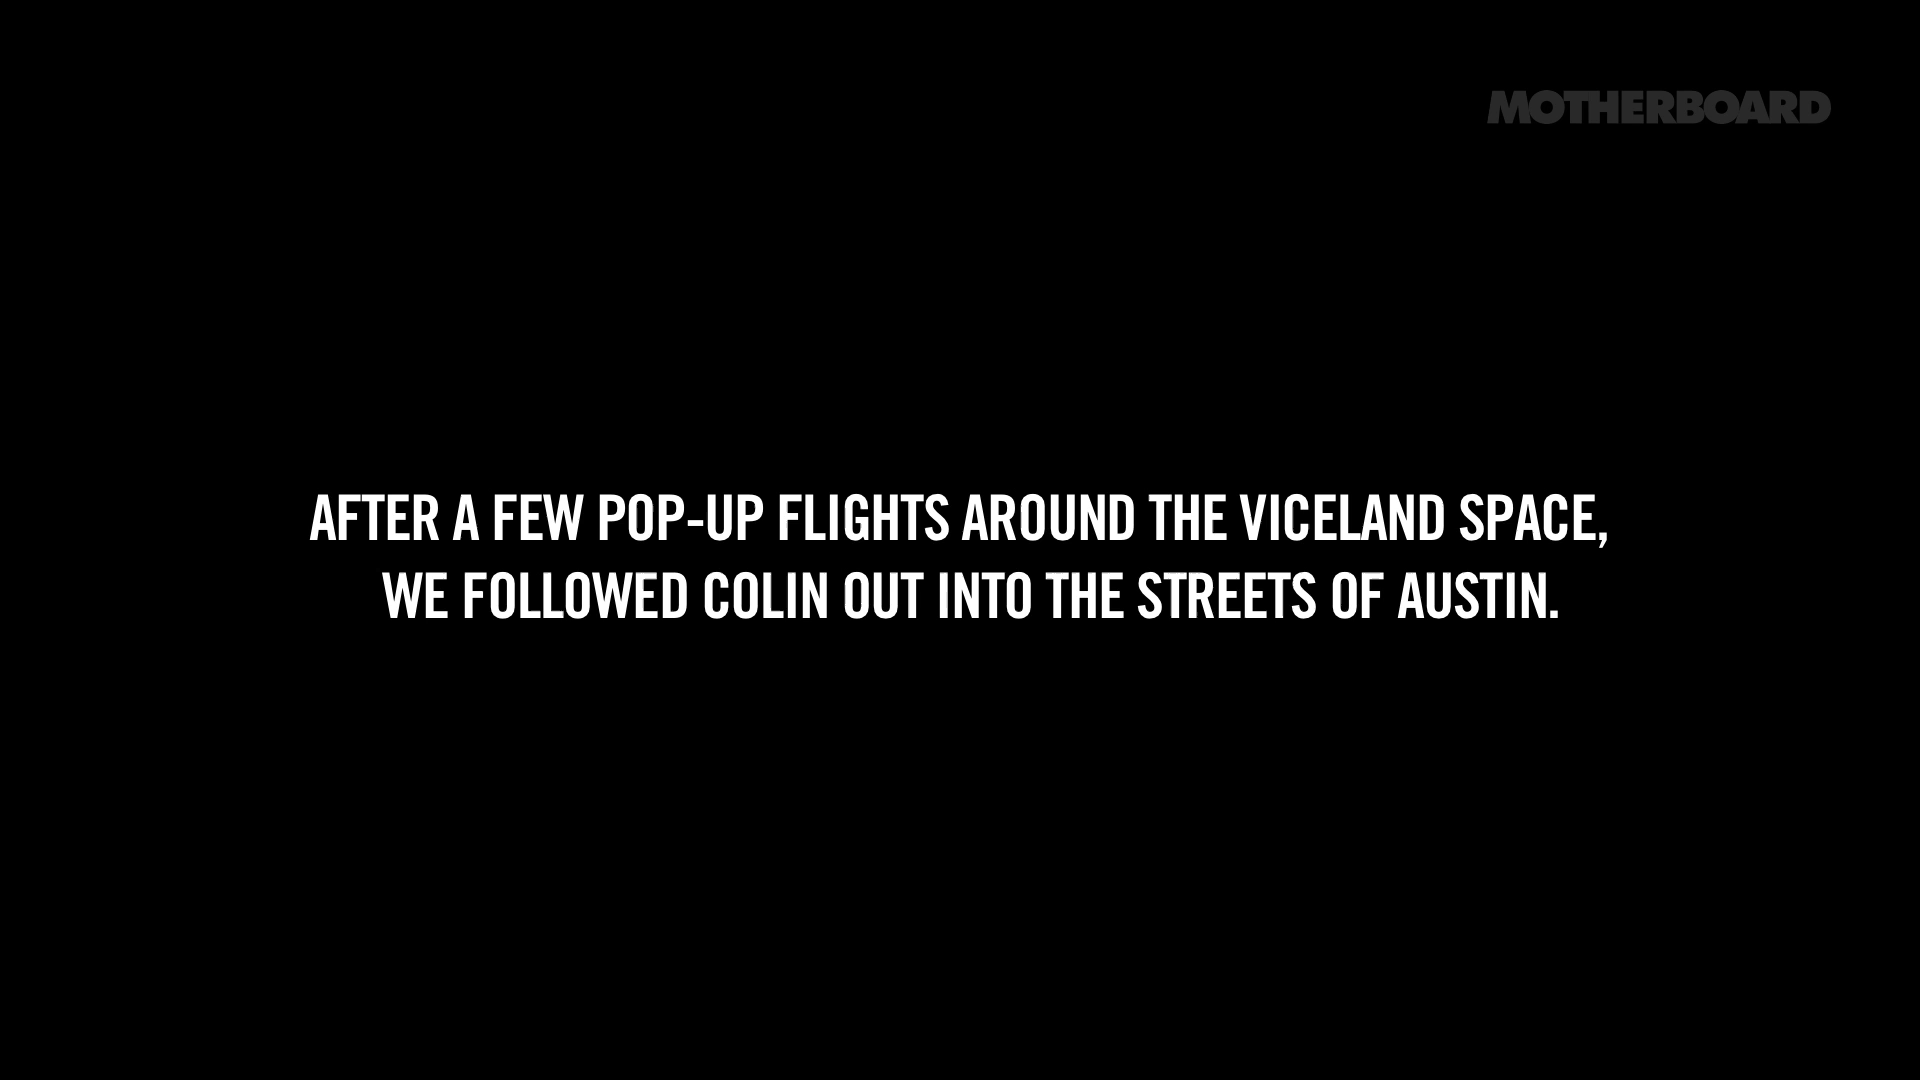 MOTHERBOARD
AFTER A FEW POP-UP FLIGHTS AROUND THE VICELAND SPACE,
WE FOLLOWED COLIN OUT INTO THE STREETS OF AUSTIN.